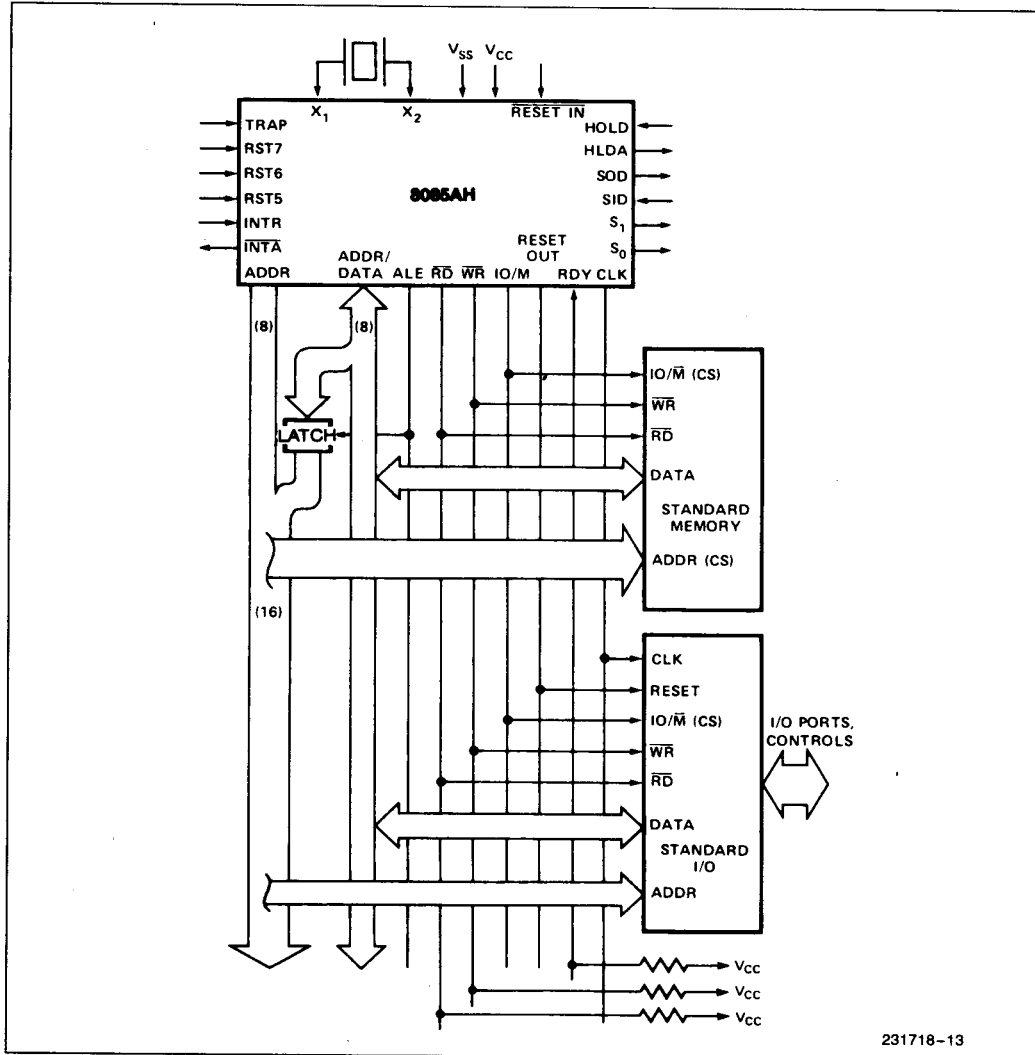 VSS VCC
X1 X2 RESET IN
TRAP
RST7
RST6
RST5
INTR
INTA
8085AH
HOLD
HLDA
SOD
SID
S1
S0
ADDR
ADDR/
DATA
ALE
RD
WR
IO/M
RESET
OUT
RDY
CLK
(8)
(8)
LATCH
(16)
IO/M (CS)
WR
RD
DATA
STANDARD
MEMORY
ADDR (CS)
CLK
RESET
IO/M (CS)
WR
RD
DATA
STANDARD
I/O
ADDR
I/O PORTS,
CONTROLS
VCC
VCC
VCC
231718-13